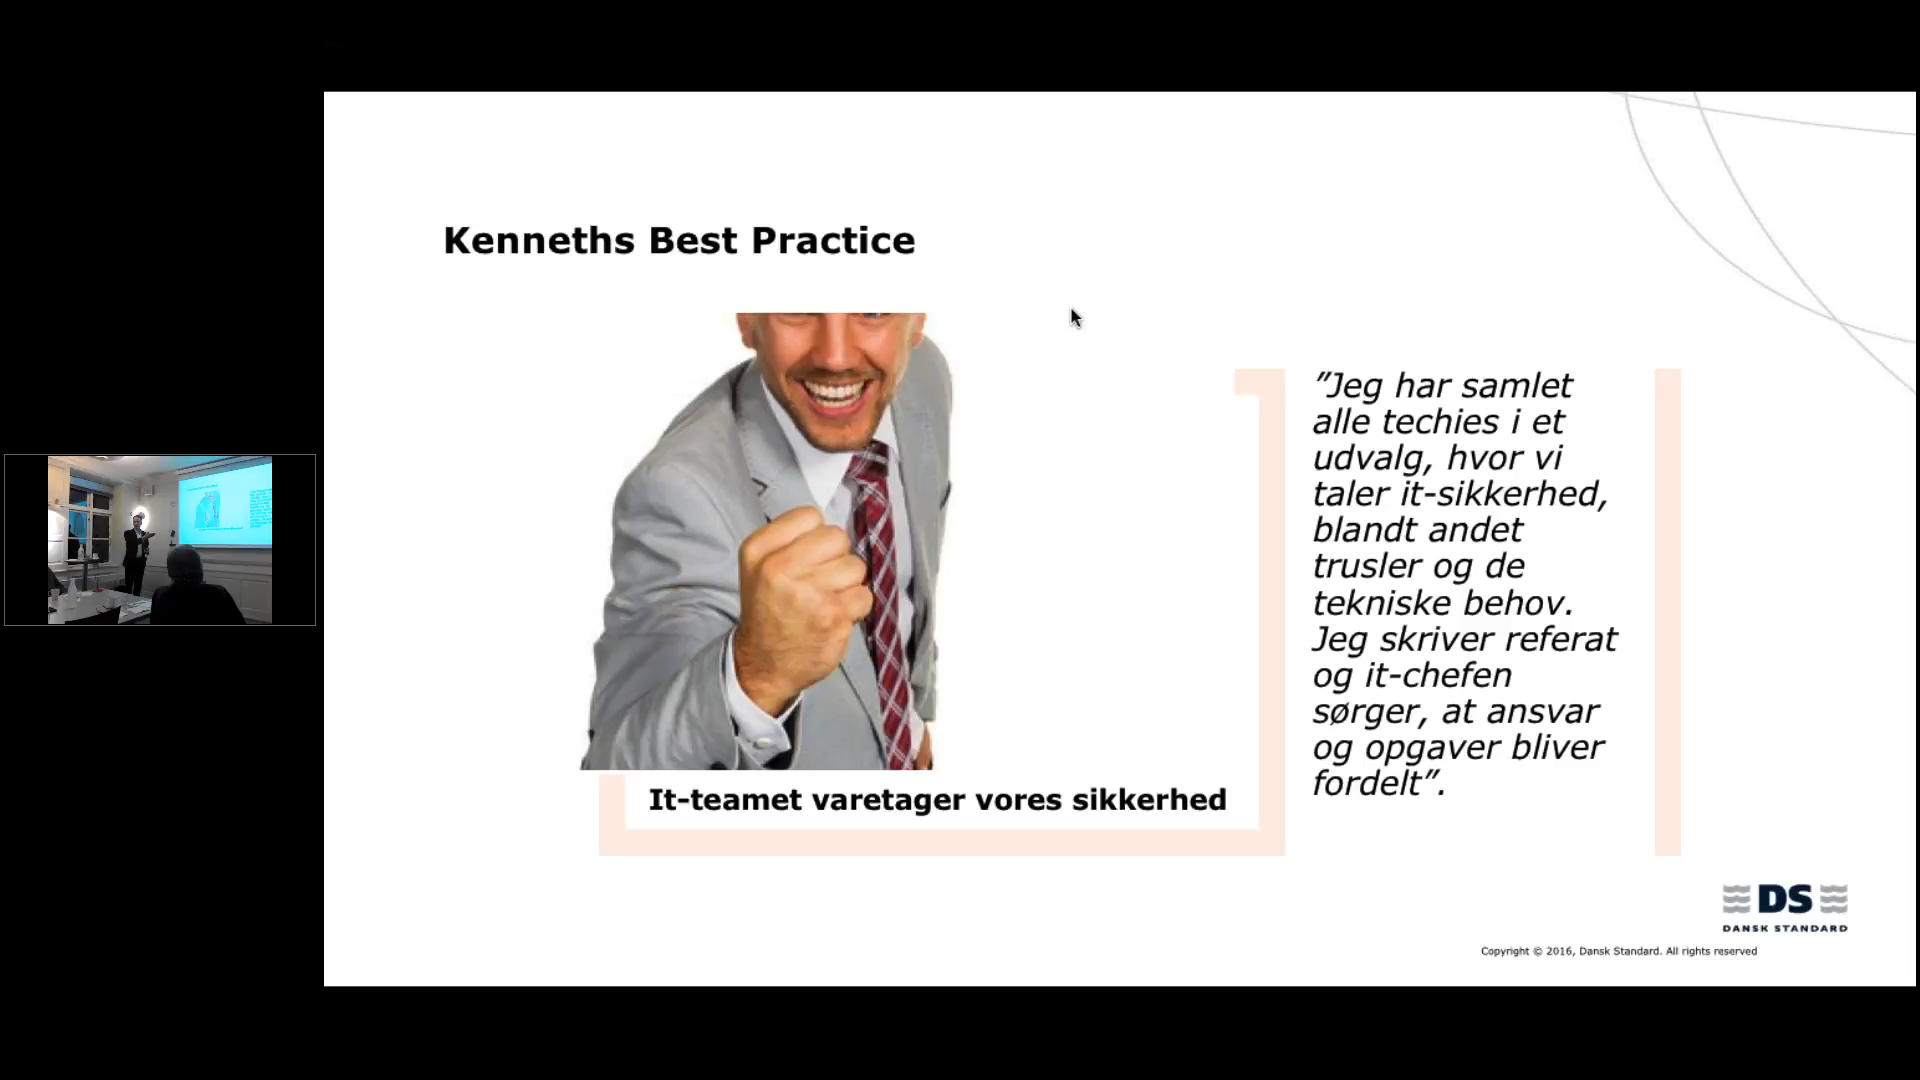 Kenneths Best Practice
It-teamet varetager vores sikkerhed
”Jeg har samlet
alle techies i et
udvalg, hvor vi
taler it-sikkerhed,
blandt andet
trusler og de
tekniske behov.
Jeg skriver referat
og it-chefen
sørger, at ansvar
og opgaver bliver
fordelt”.
DS
DANSK STANDARD
Copyright © 2016, Dansk Standard. All rights reserved